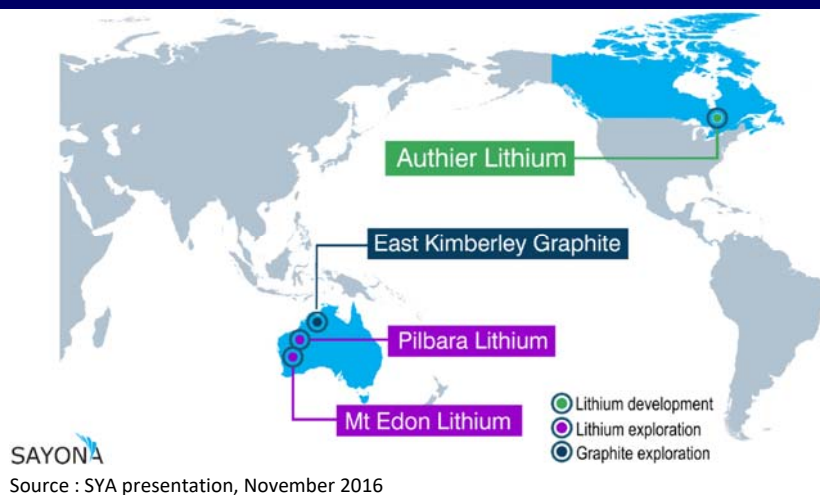 Authier Lithium
East Kimberley Graphite
Pilbara Lithium
Mt Edon Lithium
Lithium development
Lithium exploration
Graphite exploration
SAYONA
Source : SYA presentation, November 2016